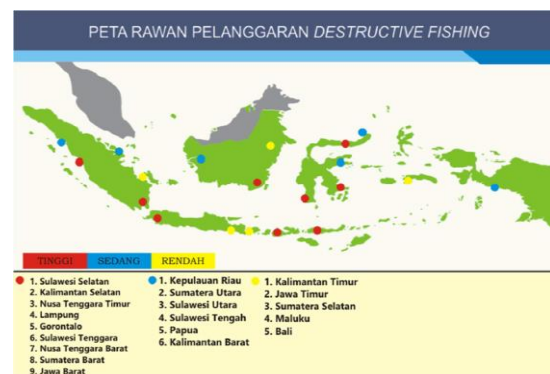 PETA RAWAN PELANGGARAN DESTRUCTIVE FISHING
TINGGI SEDANG RENDAH
1. Sulawesi Selatan
2. Kalimantan Selatan
3. Nusa Tenggara Timur
4. Lampung
5. Gorontalo
6. Sulawesi Tenggara
7. Nusa Tenggara Barat
8. Sumatera Barat
9. Jawa Barat
1. Kepulauan Riau
2. Sumatera Utara
3. Sulawesi Utara
4. Sulawesi Tengah
5. Papua
6. Kalimantan Barat
1. Kalimantan Timur
2. Jawa Timur
3. Sumatera Selatan
4. Maluku
5. Bali